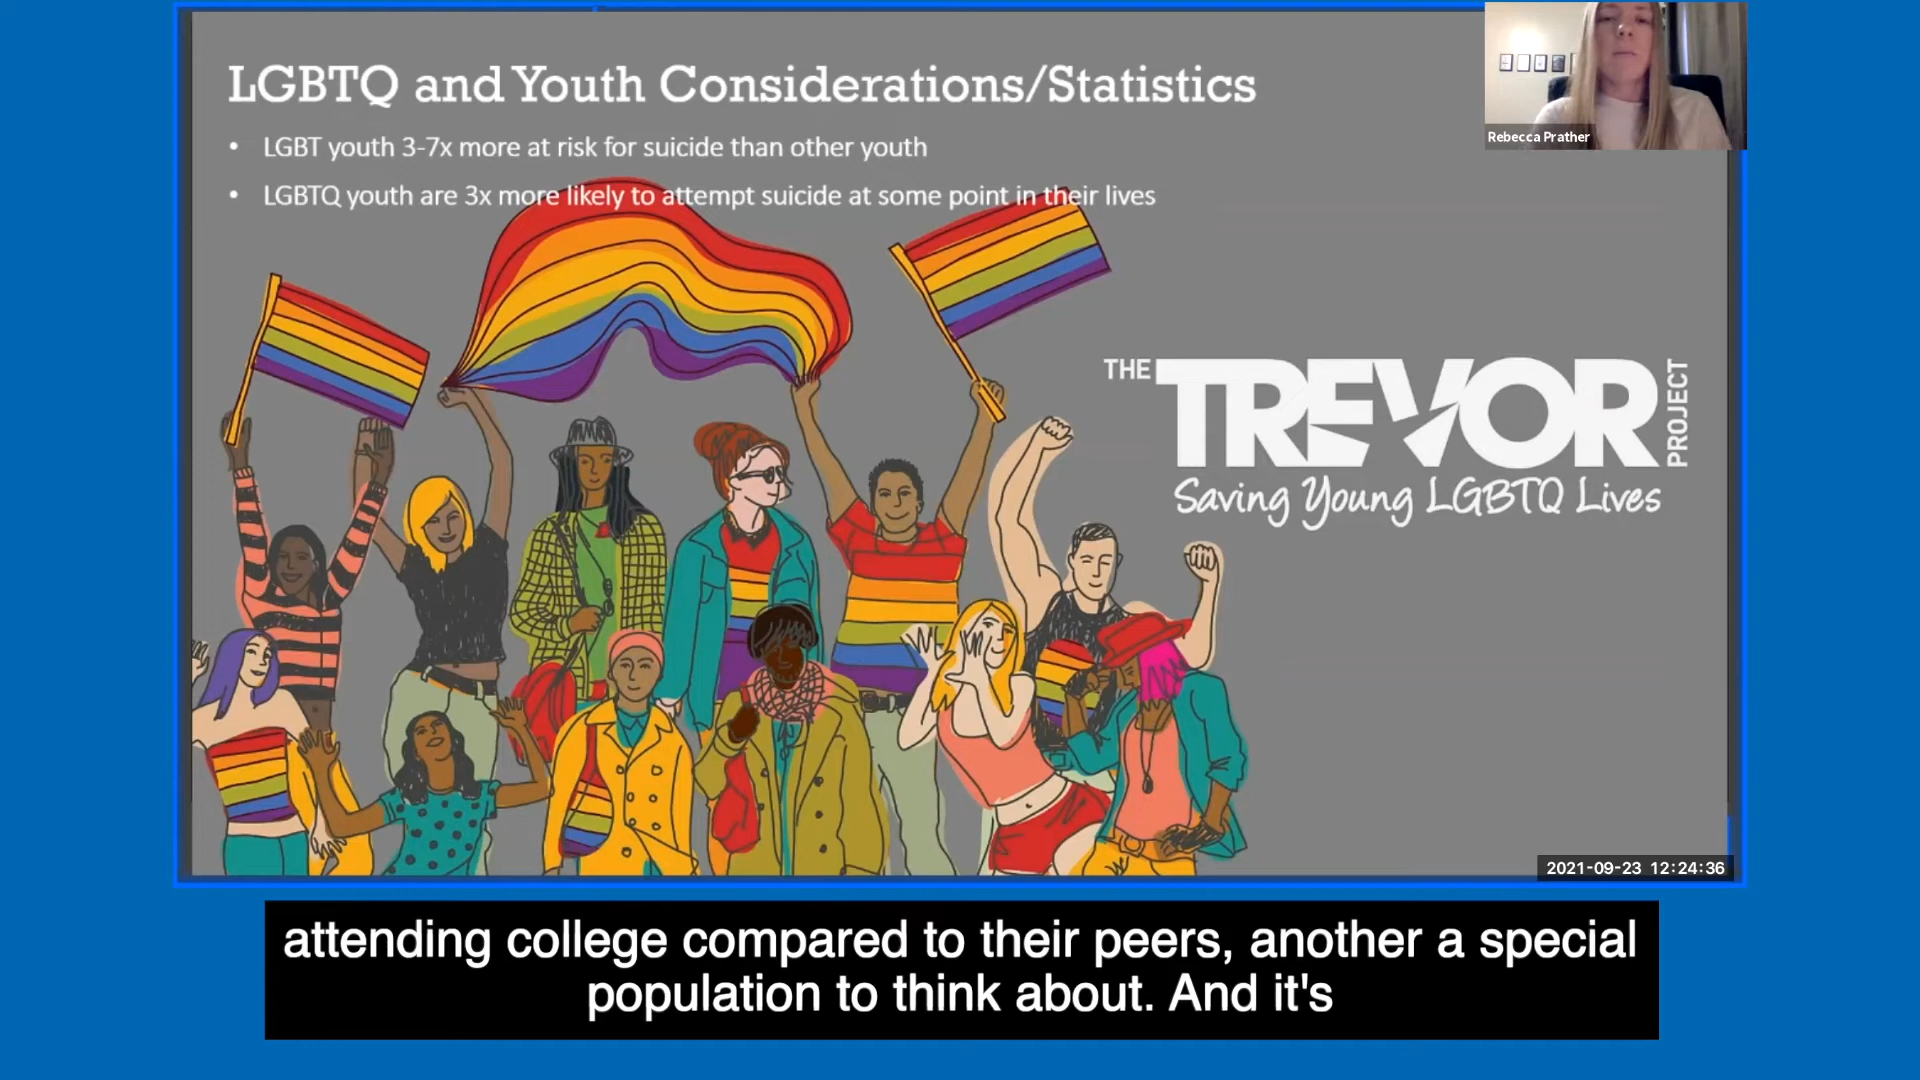 LGBTQ and Youth Considerations/Statistics
• LGBT youth 3-7x more at risk for suicide than other youth
• LGBTQ youth are 3x more likely to attempt suicide at some point in their lives
Rebecca Prather
THE TREVOR PROJECT
Saving Young LGBTQ Lives
2021-09-23 12:24:36
attending college compared to their peers, another a special
population to think about. And it's